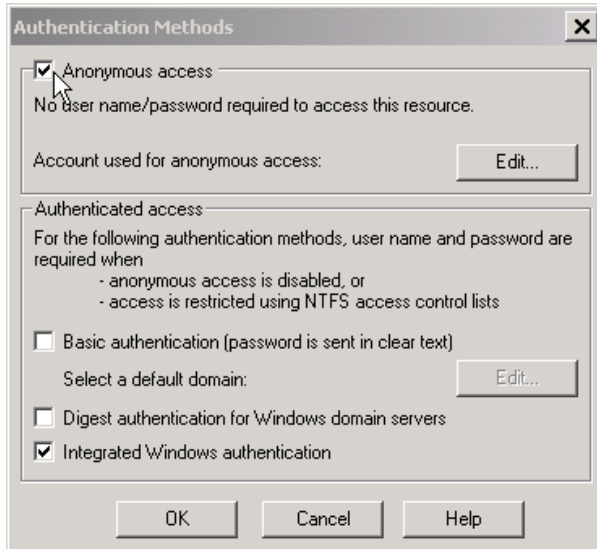 Authentication Methods
Anonymous access
No user name/password required to access this resource.
Account used for anonymous access:
Edit...
Authenticated access
For the following authentication methods, user name and password are
required when
- anonymous access is disabled, or
- access is restricted using NTFS access control lists
Basic authentication (password is sent in clear text)
Select a default domain:
Edit...
Digest authentication for Windows domain servers
Integrated Windows authentication
OK
Cancel
Help